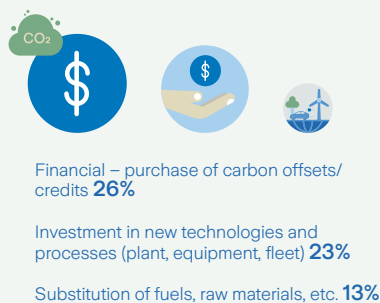 CO₂
$
$
Financial – purchase of carbon offsets/
credits 26%
Investment in new technologies and
processes (plant, equipment, fleet) 23%
Substitution of fuels, raw materials, etc. 13%